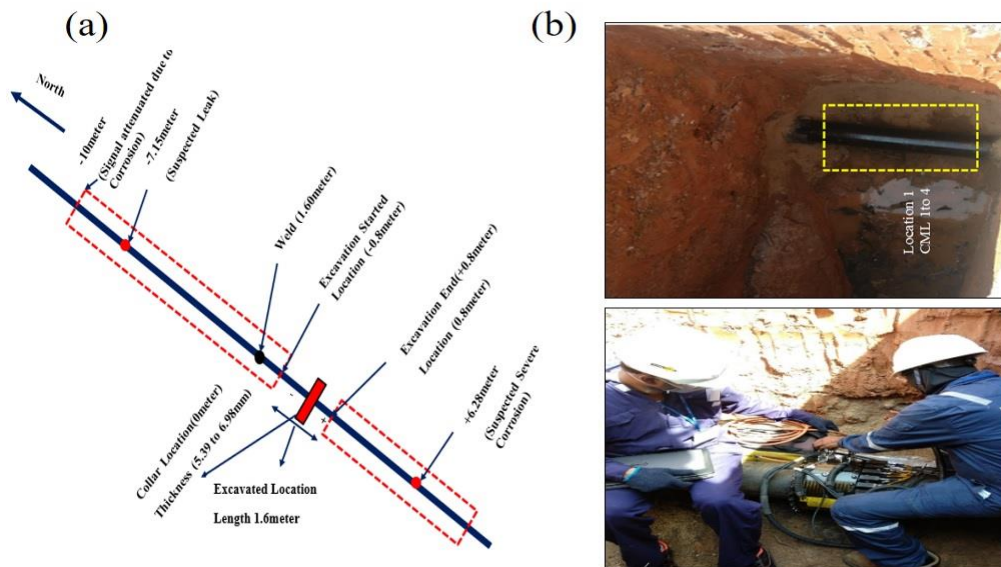 (a)
(b)
North
-10meter
(Signal attenuated due to
Corrosion)
-7.15meter
(Suspected Leak)
Weld (1.60meter)
Excavation Started
Location (-0.8meter)
Excavation End(+0.8meter)
Location (0.8meter)
+6.28meter
(Suspected Severe
Corrosion)
-
+
Collar Location(0meter)
Thickness (5.39 to 6.98mm)
Excavated Location
Length 1.6meter
Location 1
CML 1to 4